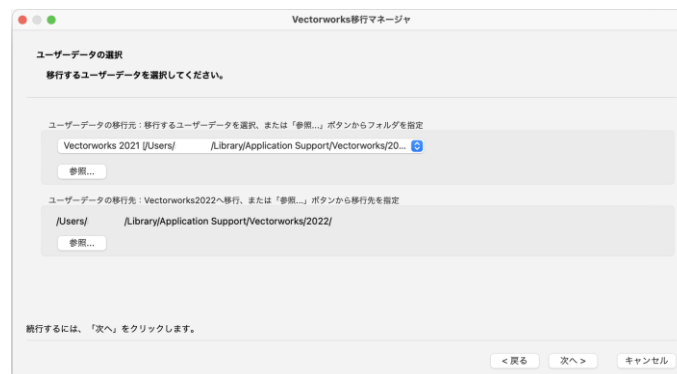 Vectorworks移行マネージャ
ユーザーデータの選択
移行するユーザーデータを選択してください。
ユーザーデータの移行元：移行するユーザーデータを選択、または「参照...」ボタンからフォルダを指定
Vectorworks 2021 [/Users/ /Library/Application Support/Vectorworks/20...
参照...
ユーザーデータの移行先：Vectorworks2022へ移行、または「参照...」ボタンから移行先を指定
/Users/ /Library/Application Support/Vectorworks/2022/
参照...
続行するには、「次へ」をクリックします。
< 戻る 次へ > キャンセル